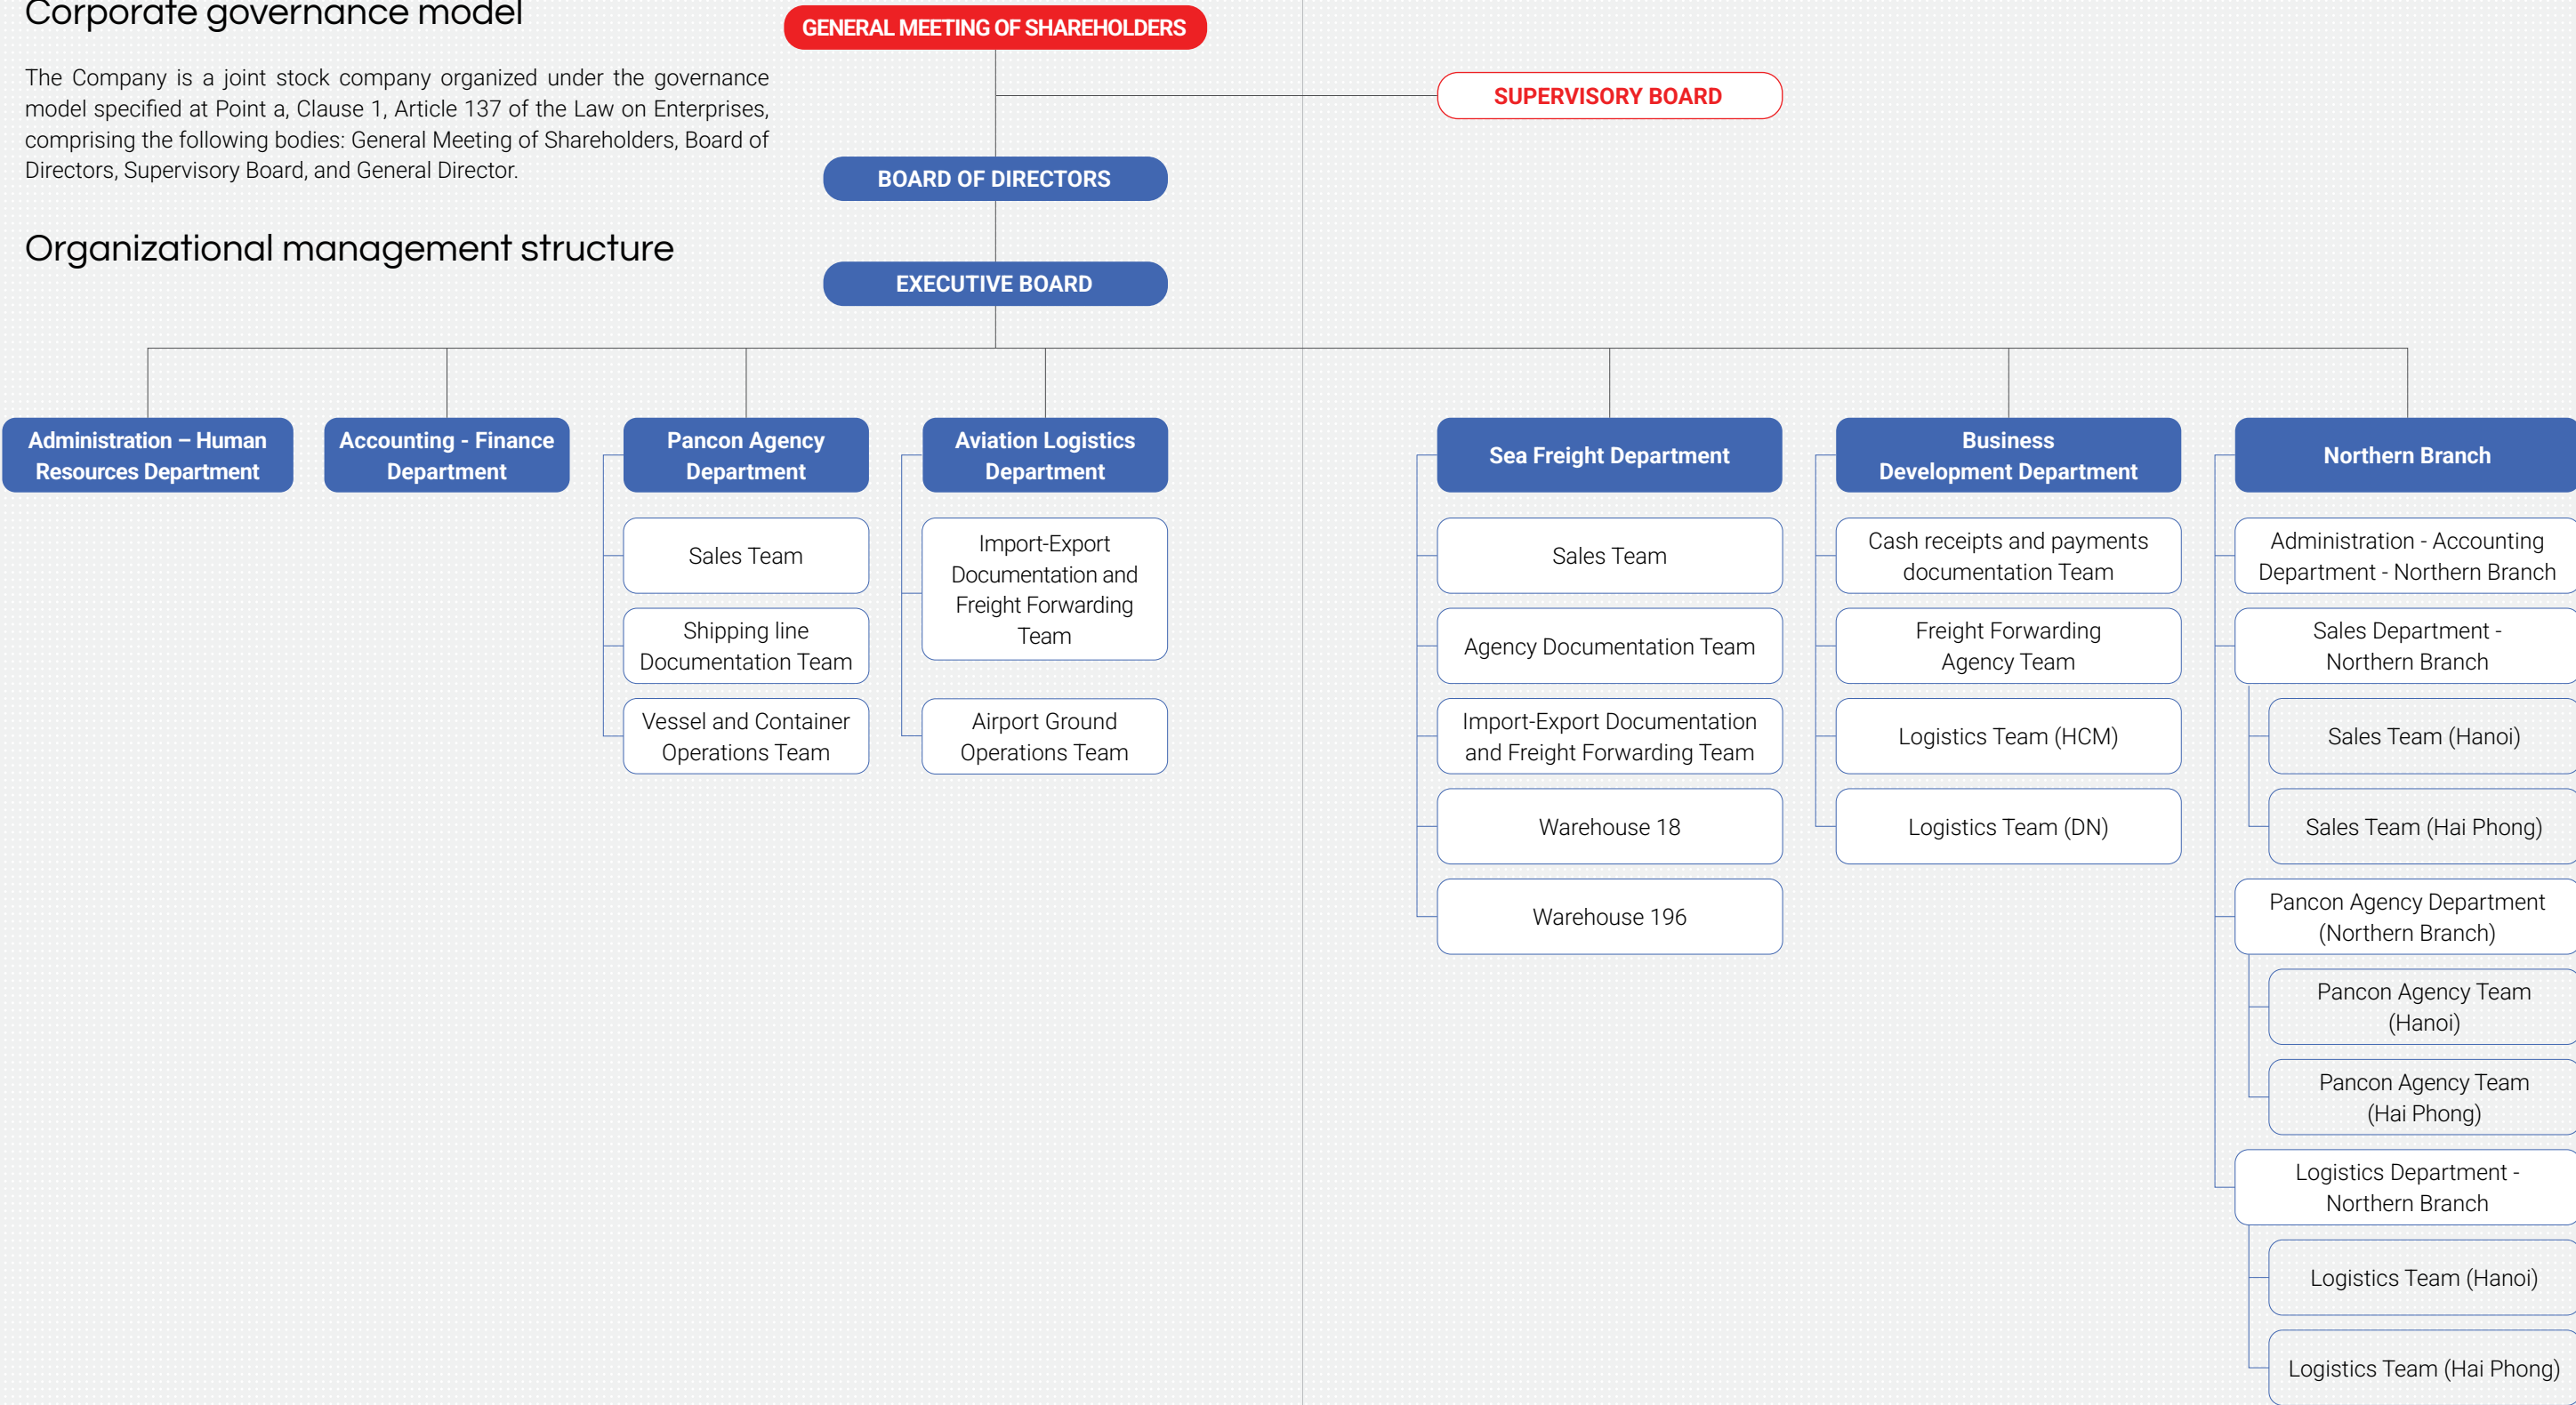 Corporate governance model
The Company is a joint stock company organized under the governance
model specified at Point a, Clause 1, Article 137 of the Law on Enterprises,
comprising the following bodies: General Meeting of Shareholders, Board of
Directors, Supervisory Board, and General Director.
Organizational management structure
GENERAL MEETING OF SHAREHOLDERS
SUPERVISORY BOARD
BOARD OF DIRECTORS
EXECUTIVE BOARD
Administration – Human
Resources Department
Accounting - Finance
Department
Pancon Agency
Department
Sales Team
Shipping line
Documentation Team
Vessel and Container
Operations Team
Aviation Logistics
Department
Import-Export
Documentation and
Freight Forwarding
Team
Airport Ground
Operations Team
Sea Freight Department
Sales Team
Agency Documentation Team
Import-Export Documentation
and Freight Forwarding Team
Warehouse 18
Warehouse 196
Business
Development Department
Cash receipts and payments
documentation Team
Freight Forwarding
Agency Team
Logistics Team (HCM)
Logistics Team (DN)
Northern Branch
Administration - Accounting
Department - Northern Branch
Sales Department -
Northern Branch
Sales Team (Hanoi)
Sales Team (Hai Phong)
Pancon Agency Department
(Northern Branch)
Pancon Agency Team
(Hanoi)
Pancon Agency Team
(Hai Phong)
Logistics Department -
Northern Branch
Logistics Team (Hanoi)
Logistics Team (Hai Phong)